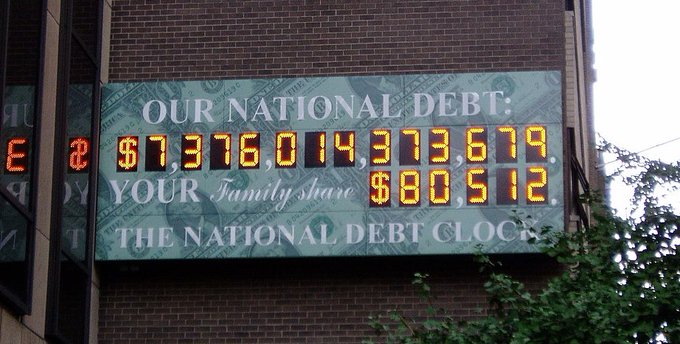 OUR NATIONAL DEBT:
$7,376,014,373,679.
YOUR Family share $80,512.
THE NATIONAL DEBT CLOCK